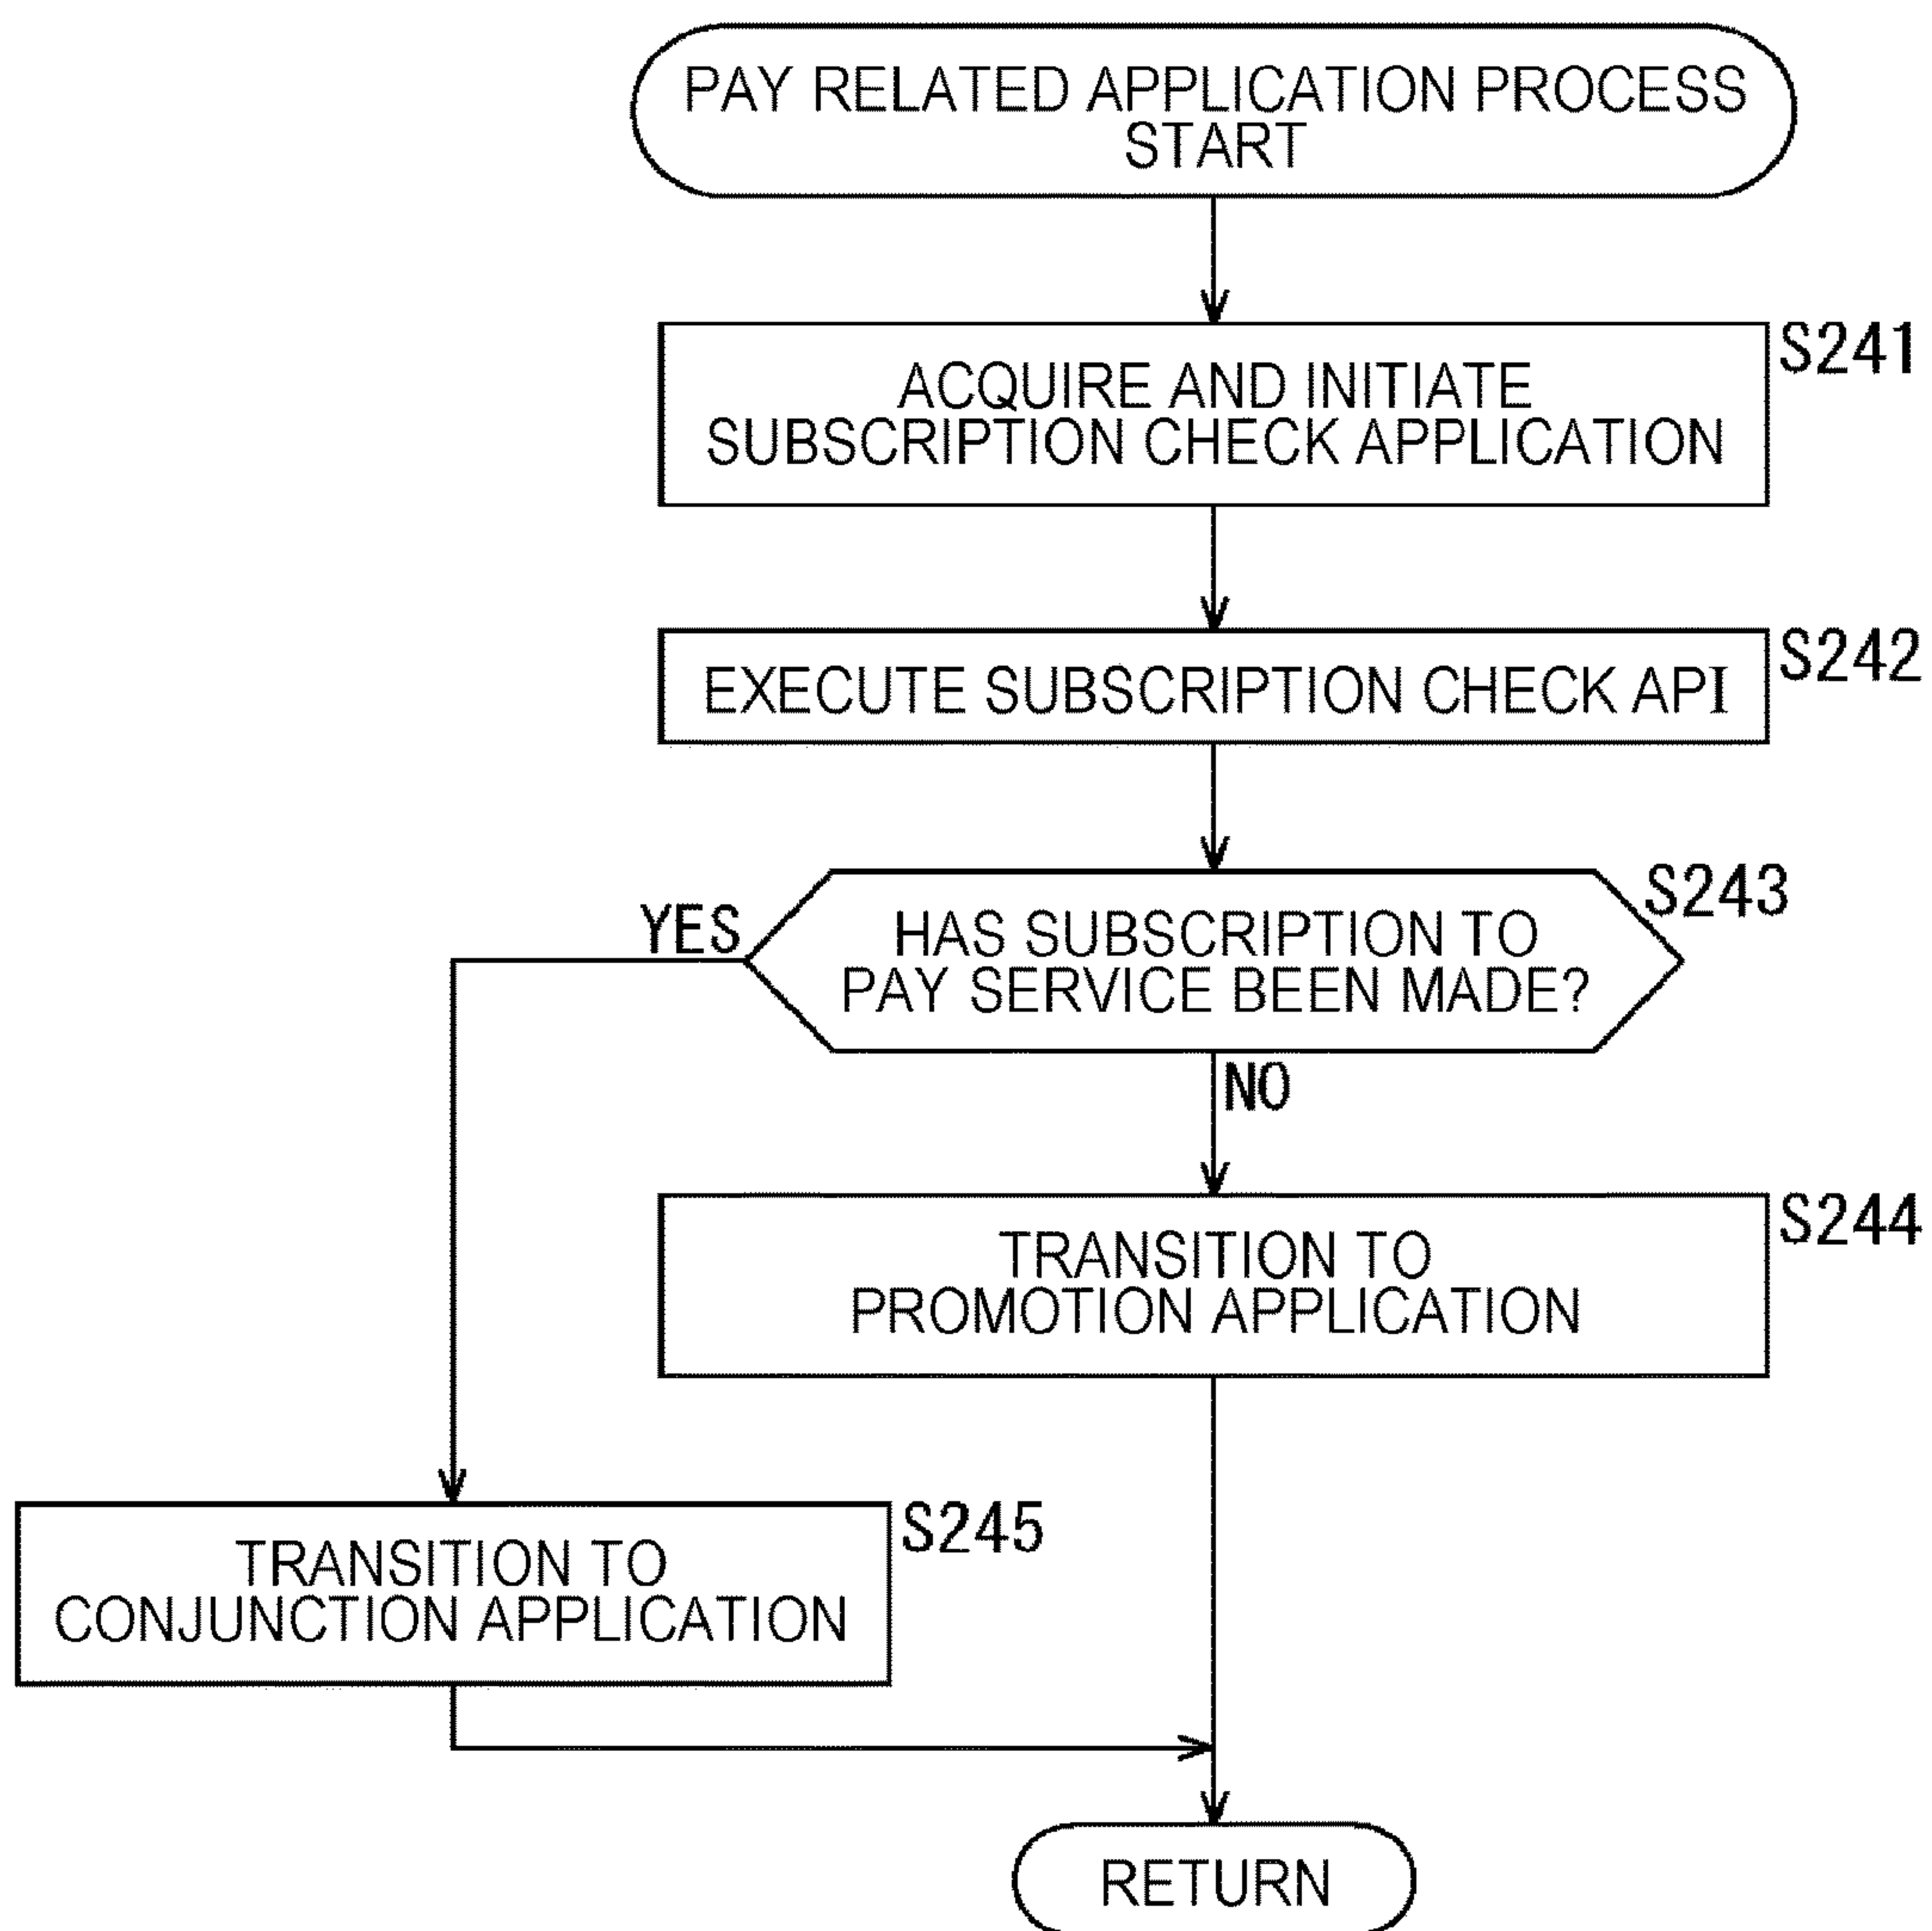 PAY RELATED APPLICATION PROCESS
START
S241
ACQUIRE AND INITIATE
SUBSCRIPTION CHECK APPLICATION
S242
EXECUTE SUBSCRIPTION CHECK API
S243
YES
HAS SUBSCRIPTION TO
PAY SERVICE BEEN MADE?
NO
S244
TRANSITION TO
PROMOTION APPLICATION
S245
TRANSITION TO
CONJUNCTION APPLICATION
RETURN